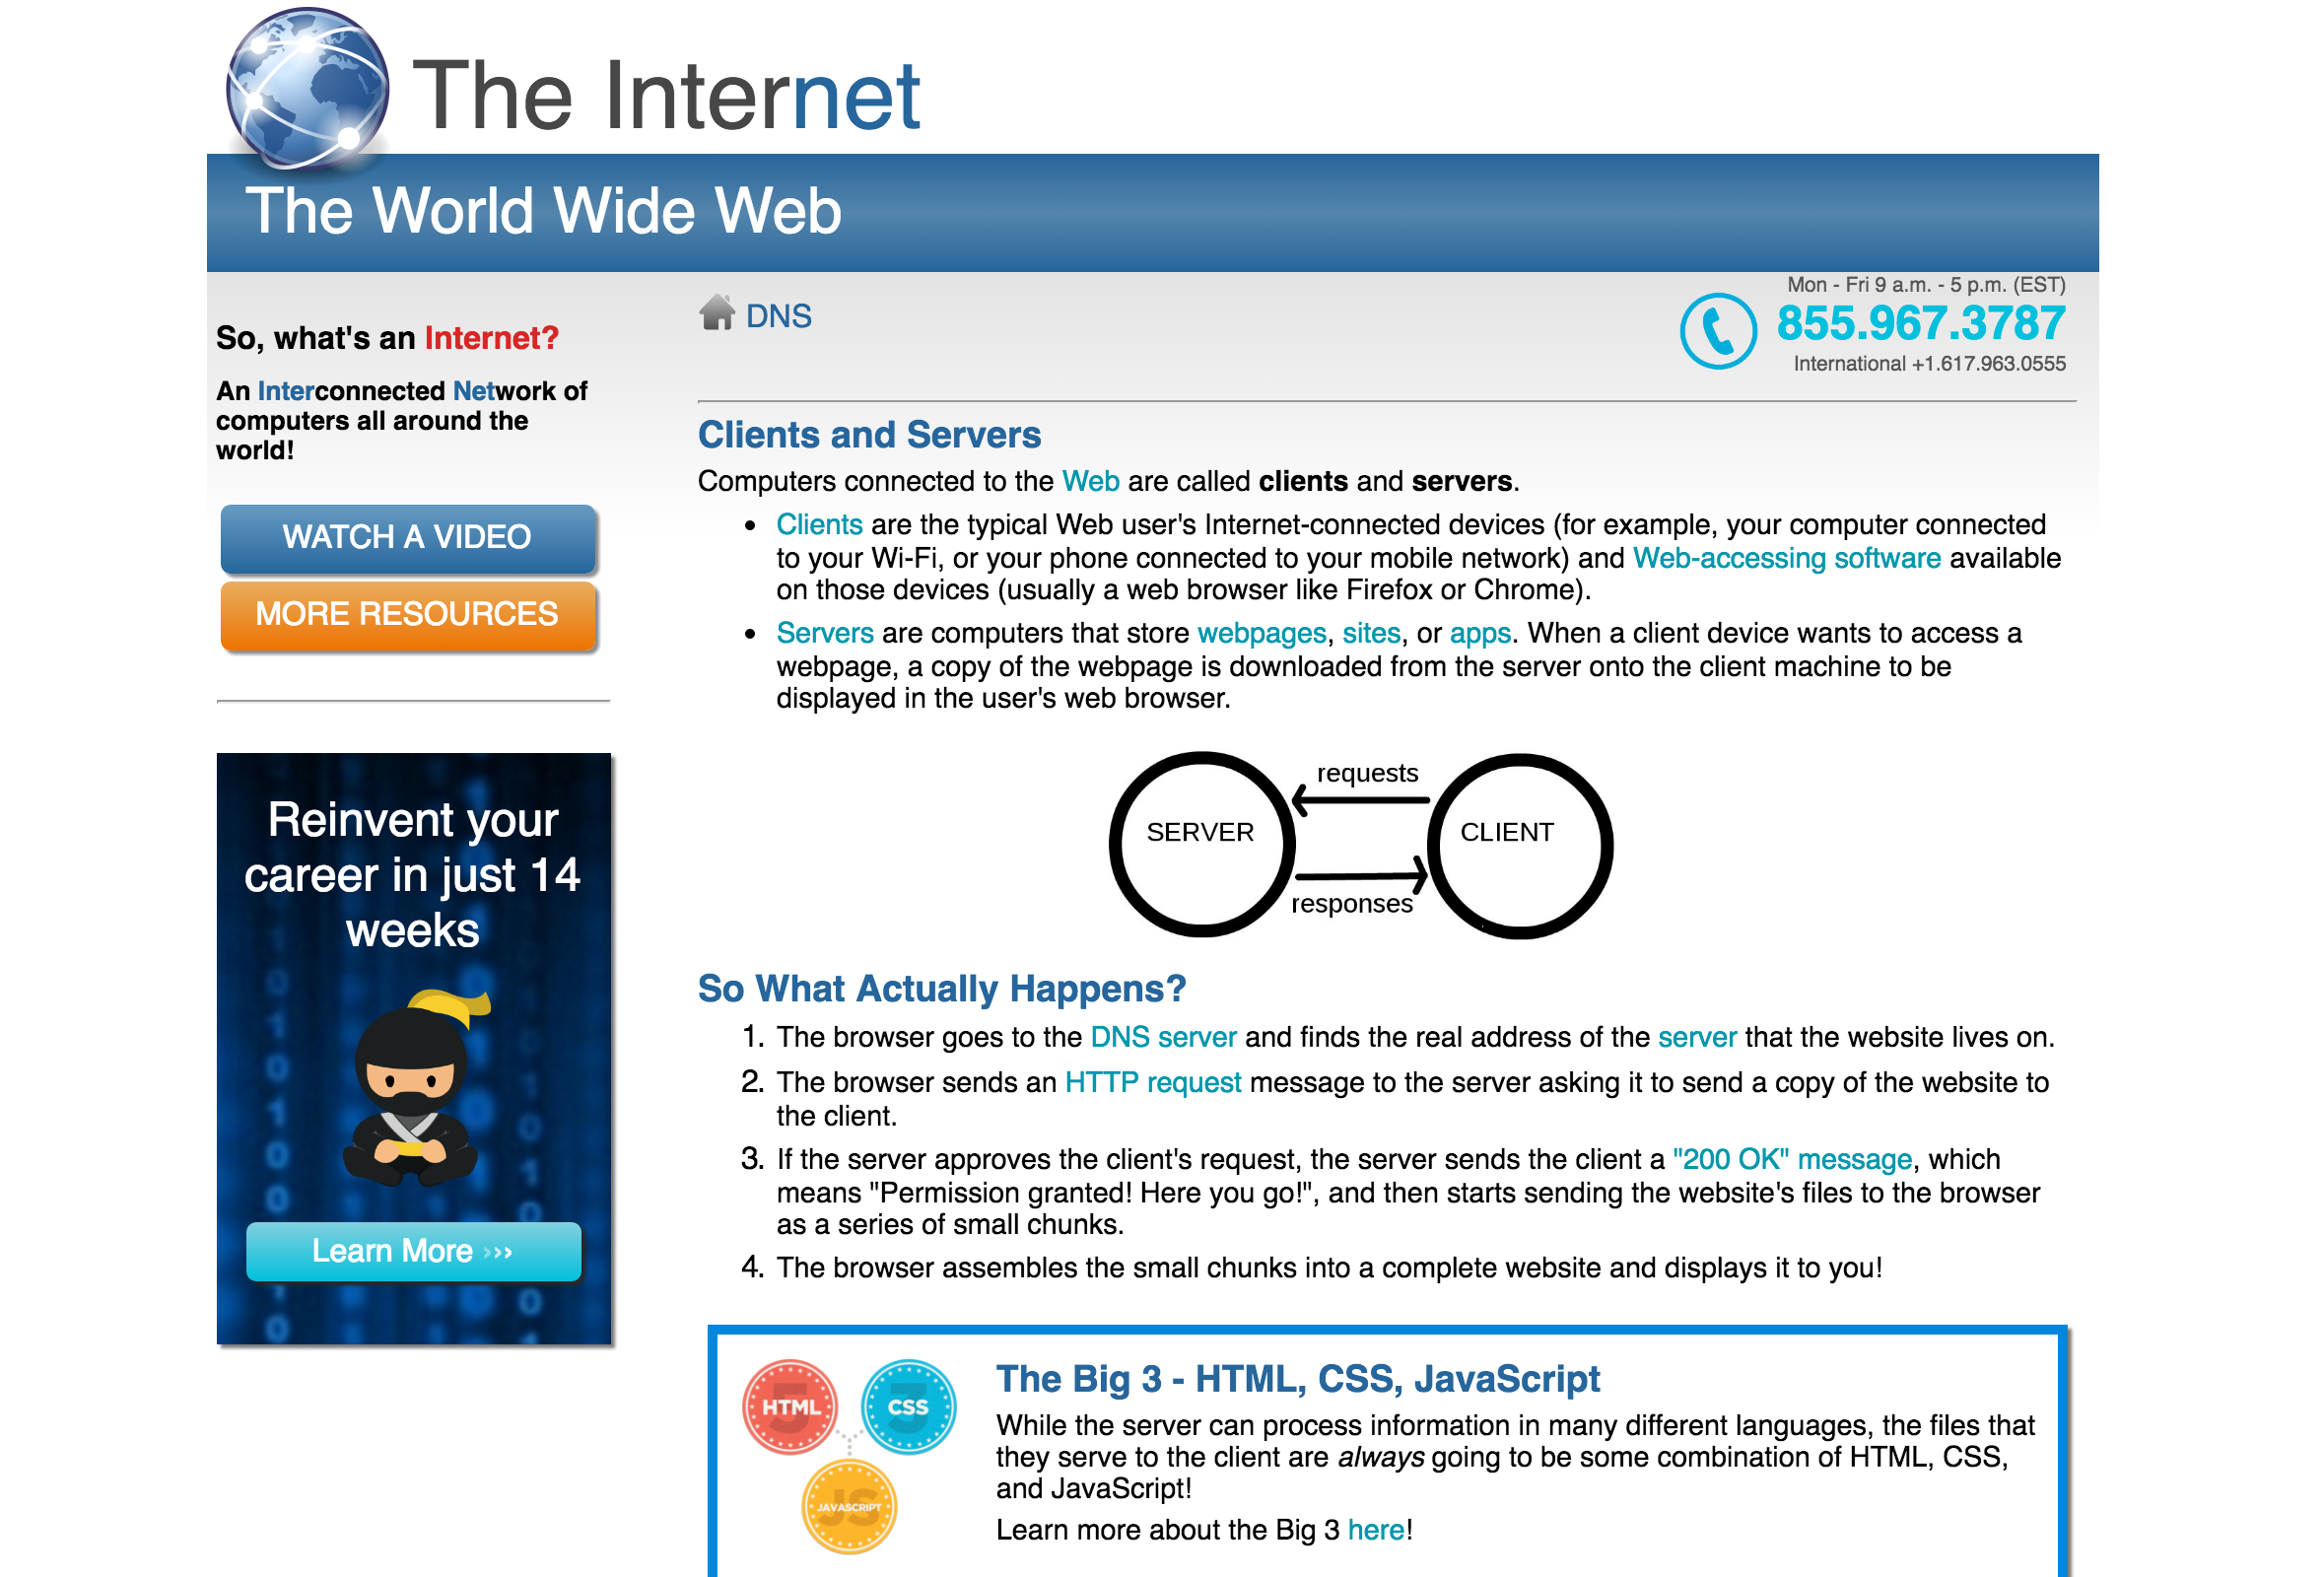 The Internet
The World Wide Web
So, what's an Internet?
An Interconnected Network of
computers all around the
world!
WATCH A VIDEO
MORE RESOURCES
Reinvent your
career in just 14
weeks
Learn More ›››
DNS
Mon - Fri 9 a.m. - 5 p.m. (EST)
855.967.3787
International +1.617.963.0555
Clients and Servers
Computers connected to the Web are called clients and servers.
• Clients are the typical Web user's Internet-connected devices (for example, your computer connected
to your Wi-Fi, or your phone connected to your mobile network) and Web-accessing software available
on those devices (usually a web browser like Firefox or Chrome).
• Servers are computers that store webpages, sites, or apps. When a client device wants to access a
webpage, a copy of the webpage is downloaded from the server onto the client machine to be
displayed in the user's web browser.
requests
SERVER
CLIENT
responses
So What Actually Happens?
1. The browser goes to the DNS server and finds the real address of the server that the website lives on.
2. The browser sends an HTTP request message to the server asking it to send a copy of the website to
the client.
3. If the server approves the client's request, the server sends the client a "200 OK" message, which
means "Permission granted! Here you go!", and then starts sending the website's files to the browser
as a series of small chunks.
4. The browser assembles the small chunks into a complete website and displays it to you!
HTML
5
CSS
3
JAVASCRIPT
JS
The Big 3 - HTML, CSS, JavaScript
While the server can process information in many different languages, the files that
they serve to the client are always going to be some combination of HTML, CSS,
and JavaScript!
Learn more about the Big 3 here!